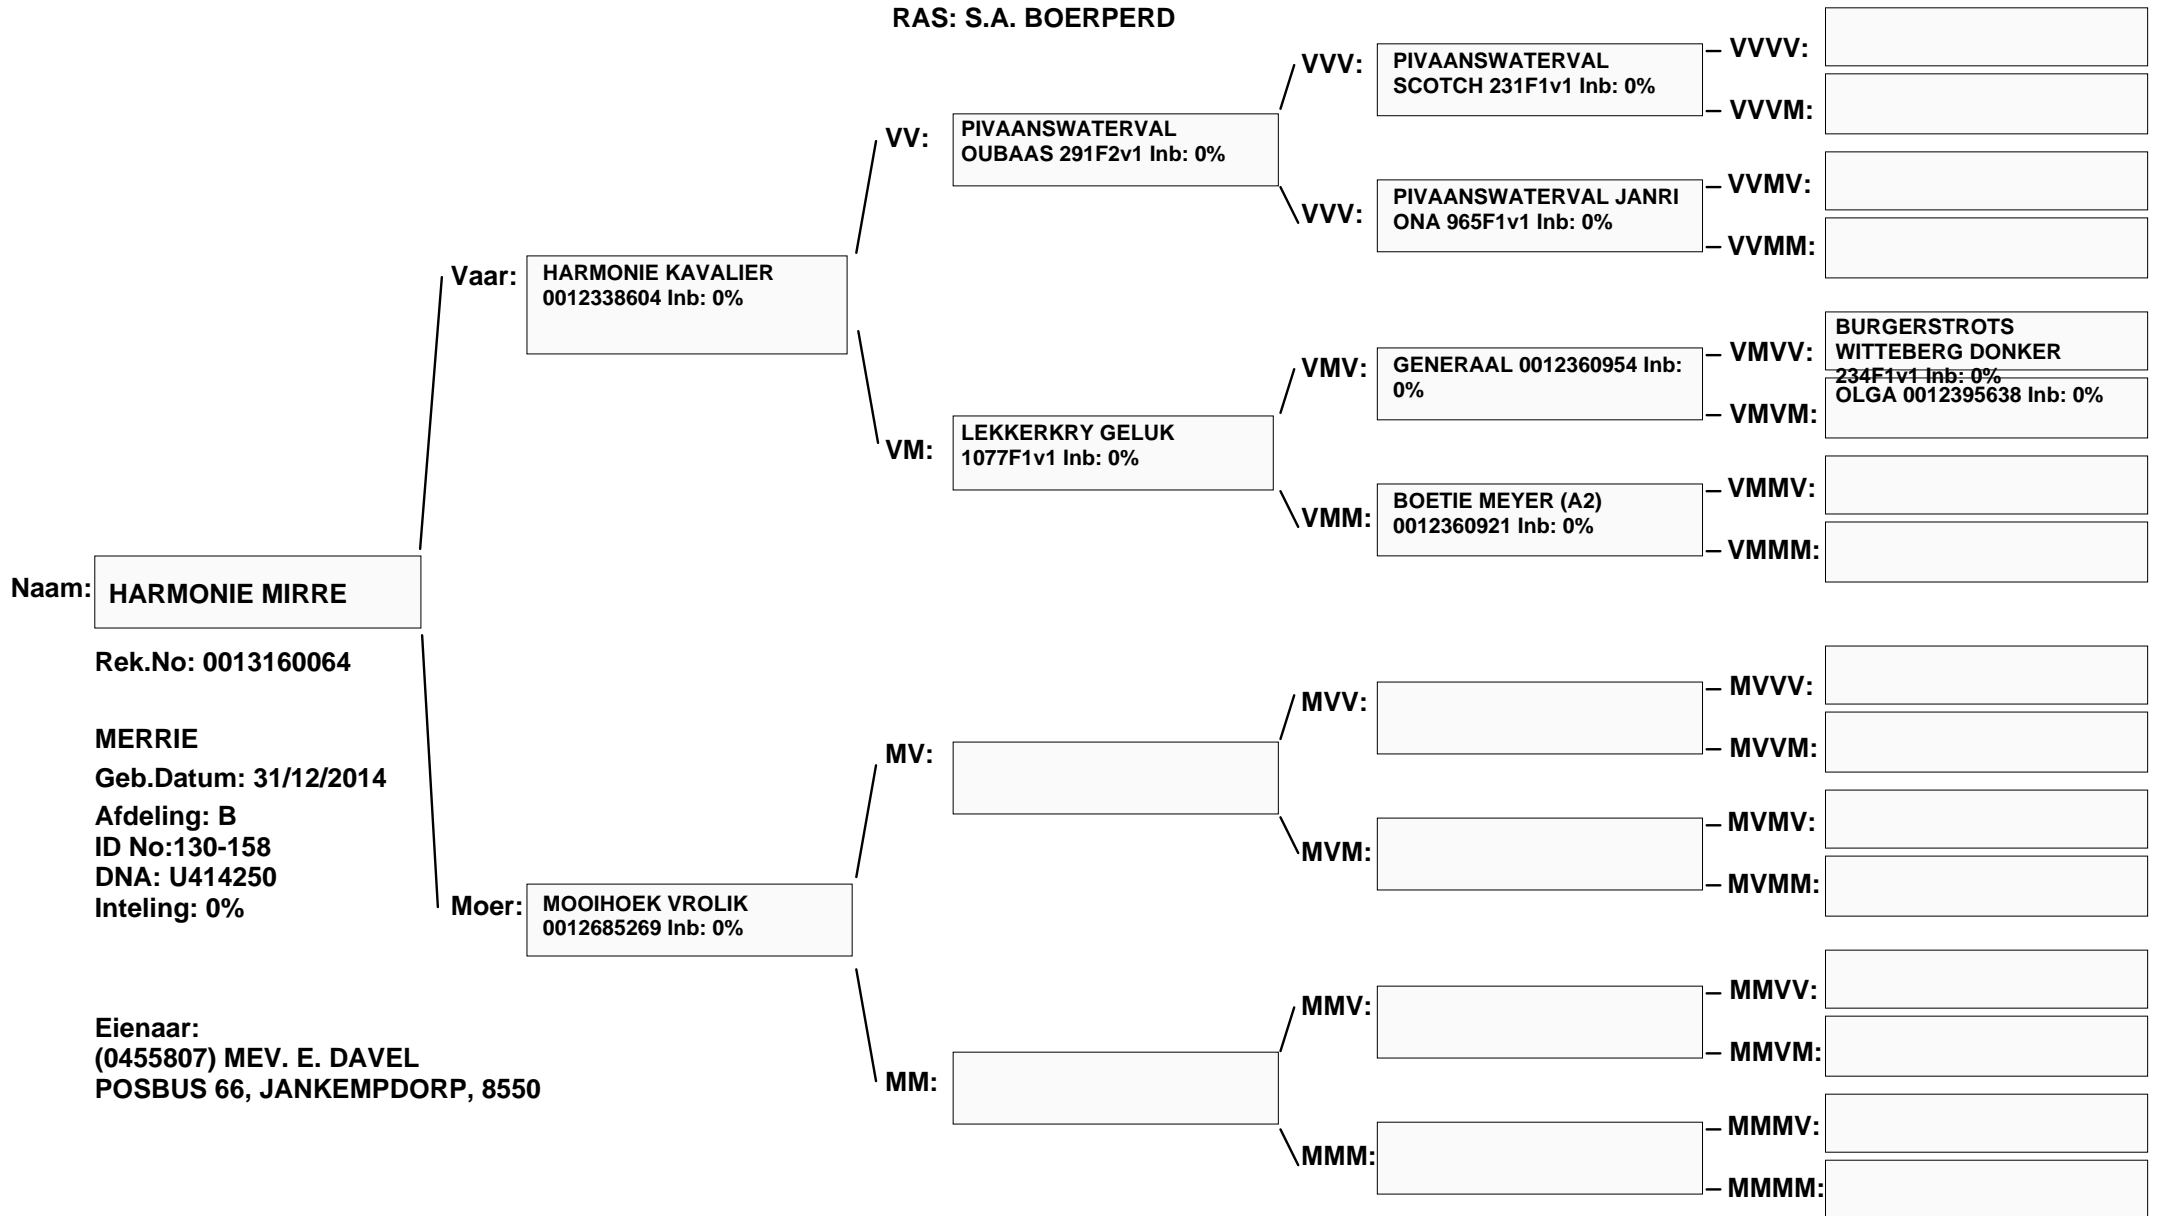 RAS: S.A. BOERPERD
Naam:
HARMONIE MIRRE
Rek.No: 0013160064
MERRIE
Geb.Datum: 31/12/2014
Afdeling: B
ID No:130-158
DNA: U414250
Inteling: 0%
Eienaar:
(0455807) MEV. E. DAVEL
POSBUS 66, JANKEMPDORP, 8550
Vaar:
HARMONIE KAVALIER
0012338604 Inb: 0%
Moer:
MOOIHOEK VROLIK
0012685269 Inb: 0%
VV:
PIVAANSWATERVAL
OUBAAS 291F2v1 Inb: 0%
VM:
LEKKERKRY GELUK
1077F1v1 Inb: 0%
MV:
MM:
VVV:
PIVAANSWATERVAL
SCOTCH 231F1v1 Inb: 0%
VVV:
PIVAANSWATERVAL JANRI
ONA 965F1v1 Inb: 0%
VMV:
GENERAAL 0012360954 Inb:
0%
VMM:
BOETIE MEYER (A2)
0012360921 Inb: 0%
MVV:
MVM:
MMV:
MMM:
VVVV:
VVVM:
VVMV:
VVMM:
VMVV:
BURGERSTROTS
WITTEBERG DONKER
234F1v1 Inb: 0%
VMVM:
OLGA 0012395638 Inb: 0%
VMMV:
VMMM:
MVVV:
MVVM:
MVMV:
MVMM:
MMVV:
MMVM:
MMMV:
MMMM: